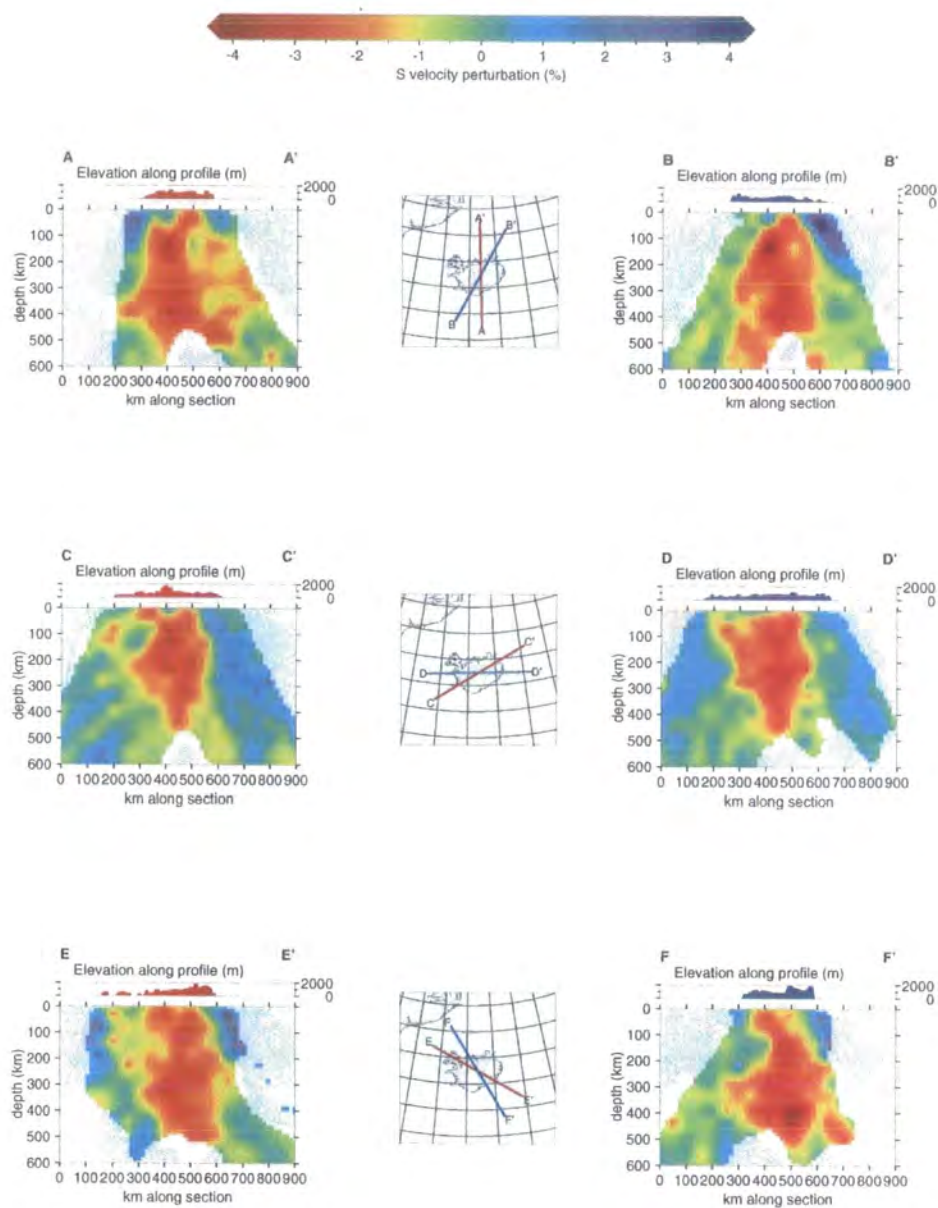 -4 -3 -2 -1 0 1 2 3 4
S velocity perturbation (%)
A A'
Elevation along profile (m)
2000
0
0
100
200
300
400
500
600
depth (km)
0 100 200 300 400 500 600 700 800 900
km along section
A'
B'
B
A
B B'
Elevation along profile (m)
2000
0
0
100
200
300
400
500
600
depth (km)
0 100 200 300 400 500 600 700 800 900
km along section
C C'
Elevation along profile (m)
2000
0
0
100
200
300
400
500
600
depth (km)
0 100 200 300 400 500 600 700 800 900
km along section
C'
D D'
C
D D'
Elevation along profile (m)
2000
0
0
100
200
300
400
500
600
depth (km)
0 100 200 300 400 500 600 700 800 900
km along section
E E'
Elevation along profile (m)
2000
0
0
100
200
300
400
500
600
depth (km)
0 100 200 300 400 500 600 700 800 900
km along section
E
E'
F'
F F'
Elevation along profile (m)
2000
0
0
100
200
300
400
500
600
depth (km)
0 100 200 300 400 500 600 700 800 900
km along section